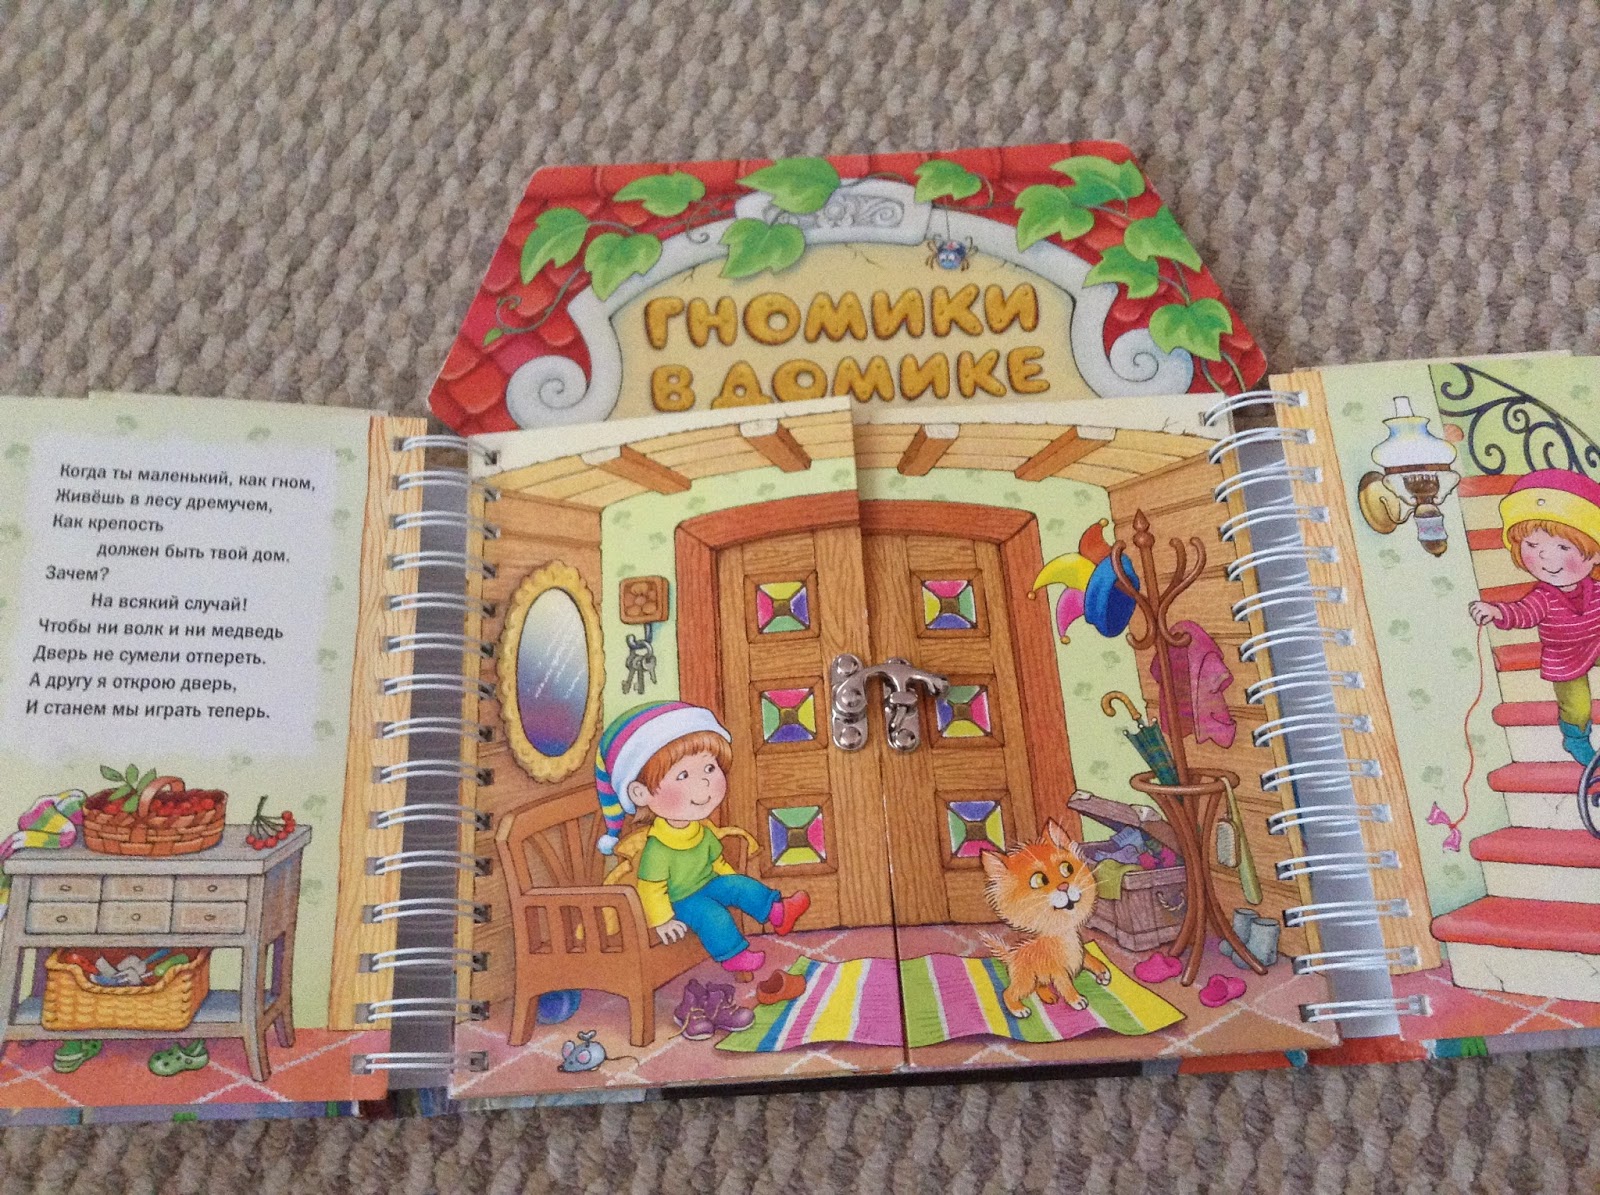 ГНОМИКИ
В ДОМИКЕ
Когда ты маленький, как гном,
Живёшь в лесу дремучем,
Как крепость
должен быть твой дом.
Зачем?
На всякий случай!
Чтобы ни волк и ни медведь
Дверь не сумели отпереть.
А другу я открою дверь,
И станем мы играть теперь.